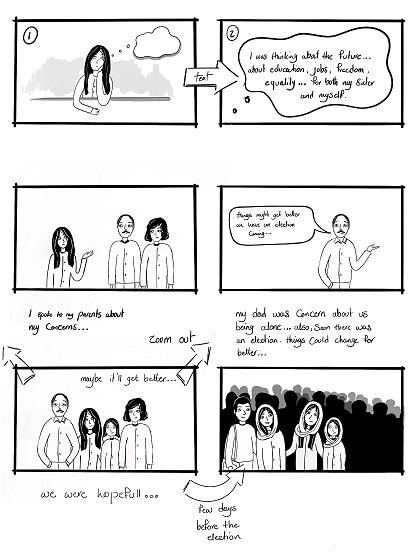 1
text
2
I was thinking about the Future...
about education, jobs, freedom,
equality... for both my sister
and myself.
I spoke to my parents about
my concerns...
things might get better
we have an election
coming...
my dad was concern about us
being alone... also, soon there was
an election. things could change for
better...
zoom out
maybe it'll get better...
we were hopefull...
few days
before the
election